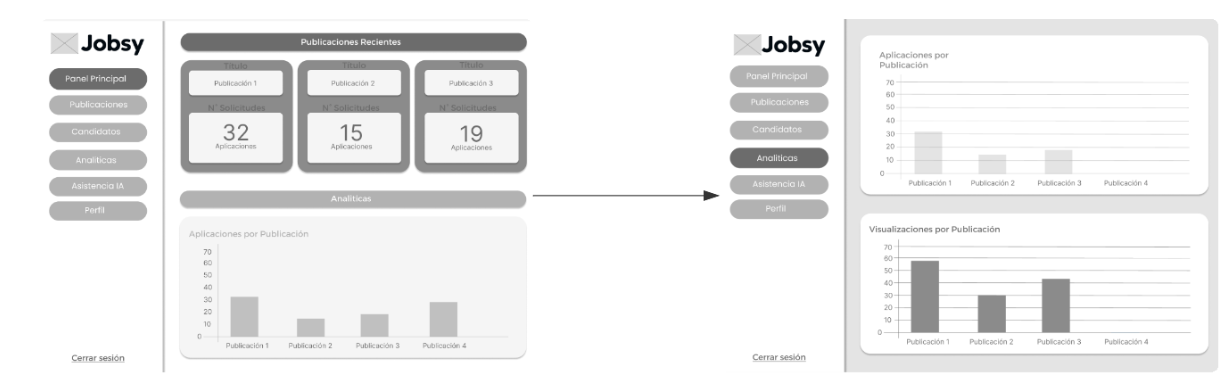 Jobsy
Panel Principal
Publicaciones
Candidatos
Analíticas
Asistencia IA
Perfil
Cerrar sesión
Publicaciones Recientes
Título
Publicación 1
N° Solicitudes
32
Aplicaciones
Título
Publicación 2
N° Solicitudes
15
Aplicaciones
Título
Publicación 3
N° Solicitudes
19
Aplicaciones
Analíticas
Aplicaciones por Publicación
70
60
50
40
30
20
10
0
Publicación 1 Publicación 2 Publicación 3 Publicación 4
Jobsy
Panel Principal
Publicaciones
Candidatos
Analíticas
Asistencia IA
Perfil
Cerrar sesión
Aplicaciones por
Publicación
70
60
50
40
30
20
10
0
Publicación 1 Publicación 2 Publicación 3 Publicación 4
Visualizaciones por Publicación
70
60
50
40
30
20
10
0
Publicación 1 Publicación 2 Publicación 3 Publicación 4